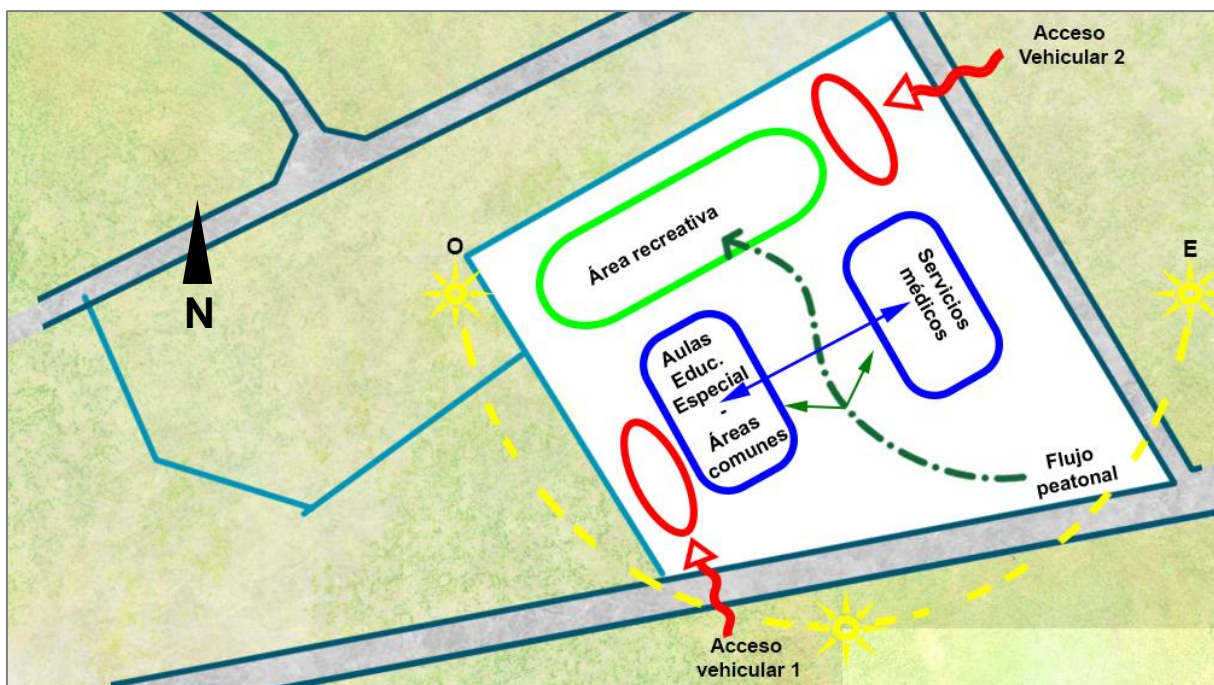 Acceso
Vehicular 2
O
E
N
Área recreativa
Servicios
médicos
Aulas
Educ.
Especial
-
Áreas
comunes
Flujo
peatonal
Acceso
vehicular 1